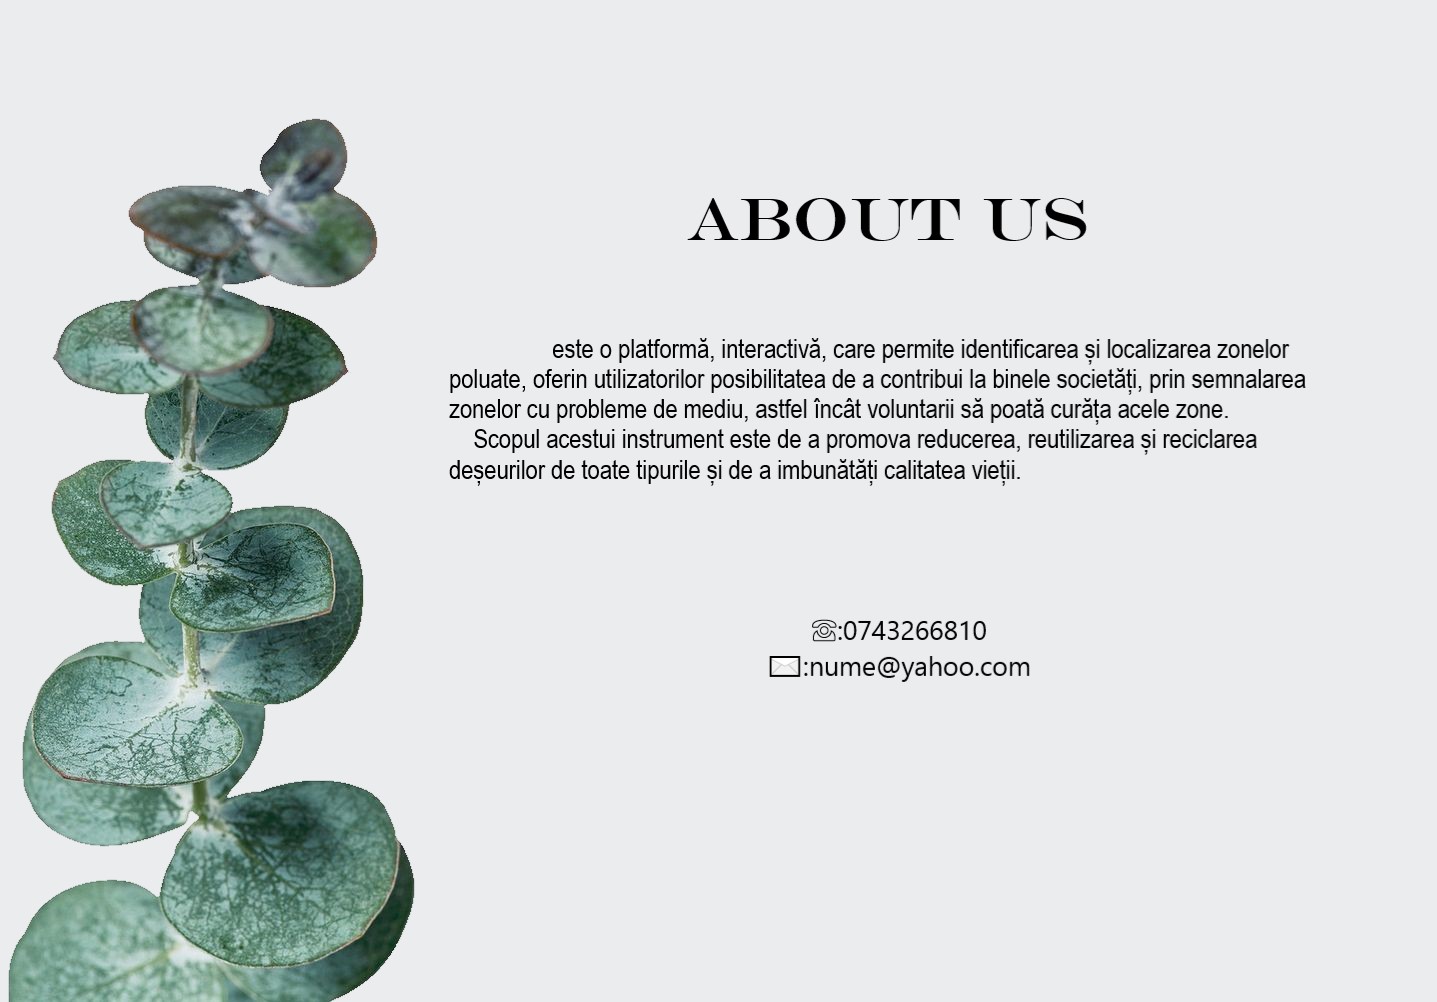 ABOUT US
este o platformă, interactivă, care permite identificarea și localizarea zonelor
poluate, oferin utilizatorilor posibilitatea de a contribui la binele societăți, prin semnalarea
zonelor cu probleme de mediu, astfel încât voluntarii să poată curăța acele zone.
Scopul acestui instrument este de a promova reducerea, reutilizarea și reciclarea
deșeurilor de toate tipurile și de a imbunătăți calitatea vieții.
☏:0743266810
✉:nume@yahoo.com